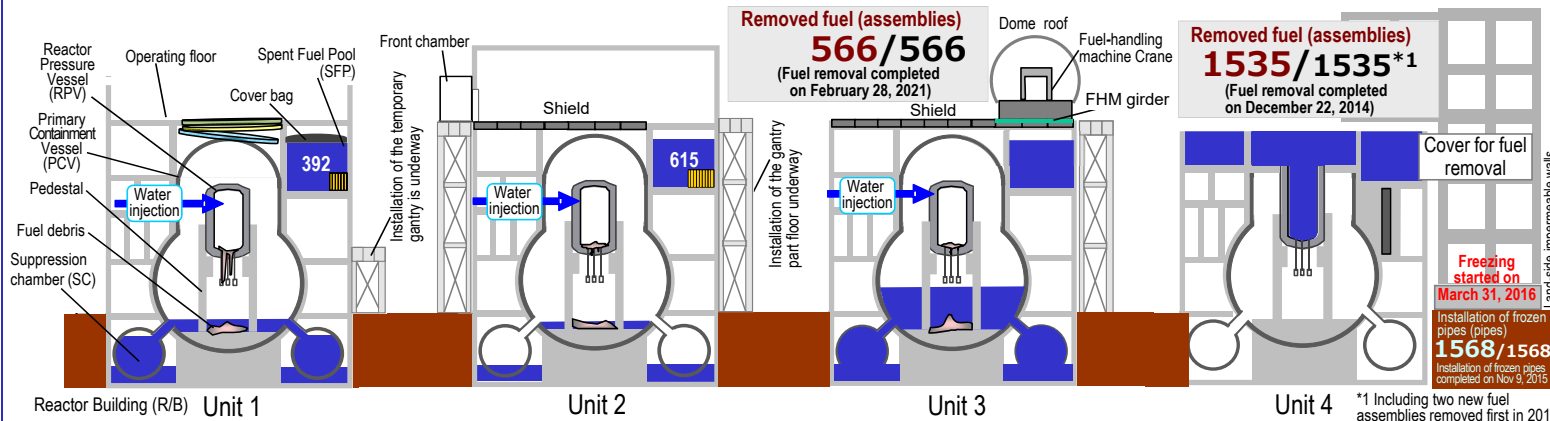 Reactor
Pressure
Vessel
(RPV)
Operating floor
Spent Fuel Pool
(SFP)
Cover bag
Primary
Containment
Vessel
(PCV)
392
Pedestal
Water
injection
Fuel debris
Suppression
chamber (SC)
Reactor Building (R/B)
Unit 1
Installation of the temporary
gantry is underway
Front chamber
Shield
615
Water
injection
Unit 2
Installation of the gantry
part floor underway
Removed fuel (assemblies)
566/566
(Fuel removal completed
on February 28, 2021)
Dome roof
Fuel-handling
machine Crane
FHM girder
Shield
Water
injection
Unit 3
Removed fuel (assemblies)
1535/1535*1
(Fuel removal completed
on December 22, 2014)
Cover for fuel
removal
Unit 4
Land-side impermeable walls
Freezing
started on
March 31, 2016
Installation of frozen
pipes (pipes)
1568/1568
Installation of frozen pipes
completed on Nov 9, 2015
*1 Including two new fuel
assemblies removed first in 201